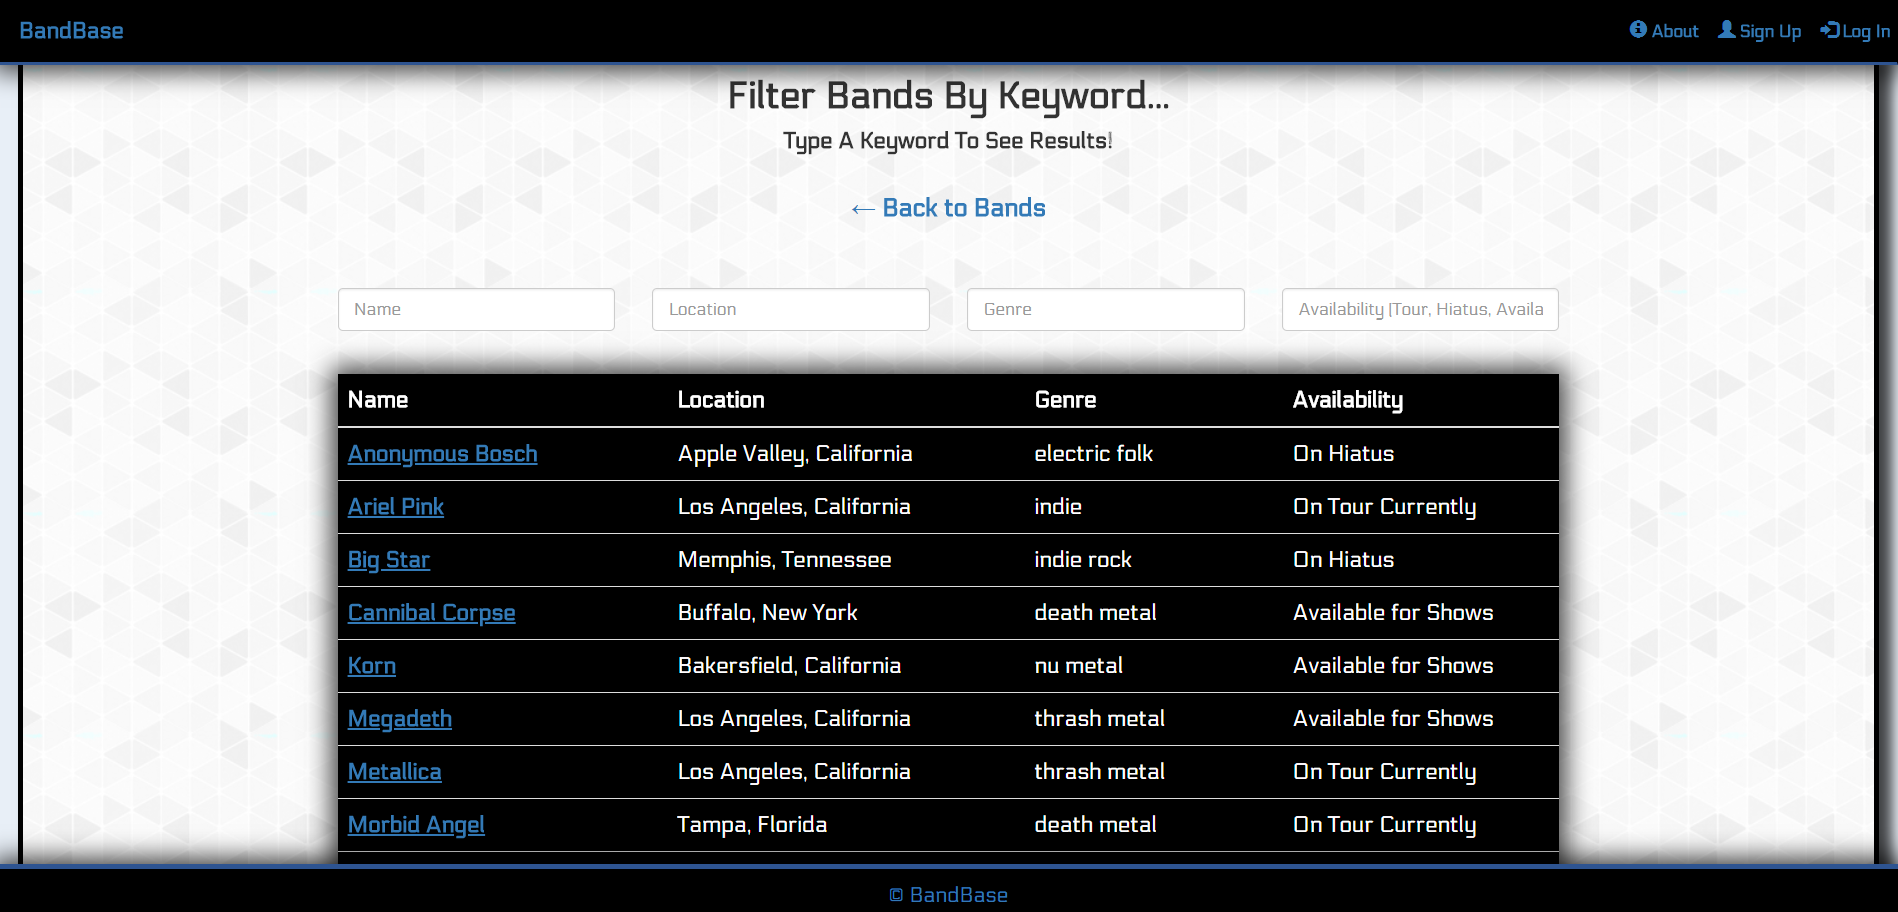 BandBase About Sign Up Log In
Filter Bands By Keyword...
Type A Keyword To See Results!
← Back to Bands
Name Location Genre Availability (Tour, Hiatus, Availa
Name Location Genre Availability
Anonymous Bosch Apple Valley, California electric folk On Hiatus
Ariel Pink Los Angeles, California indie On Tour Currently
Big Star Memphis, Tennessee indie rock On Hiatus
Cannibal Corpse Buffalo, New York death metal Available for Shows
Korn Bakersfield, California nu metal Available for Shows
Megadeth Los Angeles, California thrash metal Available for Shows
Metallica Los Angeles, California thrash metal On Tour Currently
Morbid Angel Tampa, Florida death metal On Tour Currently
© BandBase